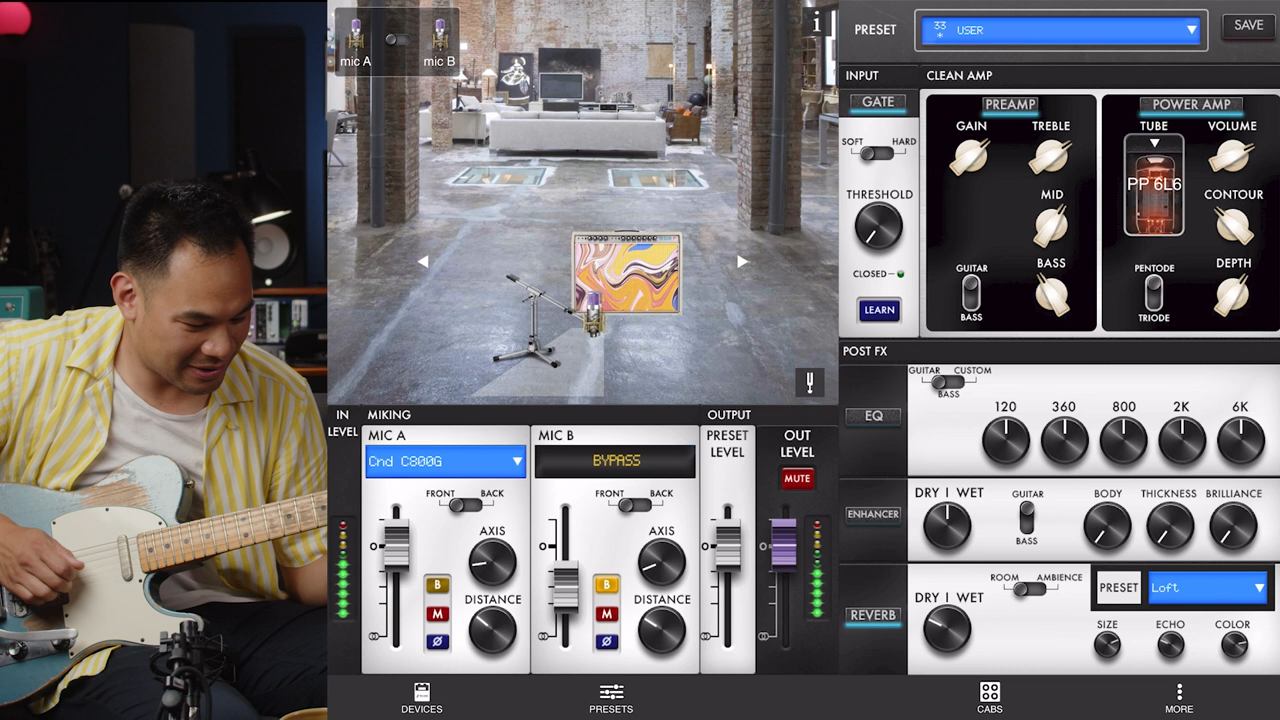 mic A
mic B
i
PRESET
33
*
USER
SAVE
INPUT
CLEAN AMP
GATE
SOFT
HARD
THRESHOLD
CLOSED
LEARN
PREAMP
GAIN
TREBLE
MID
GUITAR
BASS
BASS
POWER AMP
TUBE
VOLUME
PP 6L6
CONTOUR
PENTODE
TRIODE
DEPTH
POST FX
EQ
GUITAR
CUSTOM
BASS
120
360
800
2K
6K
ENHANCER
DRY | WET
GUITAR
BASS
BODY
THICKNESS
BRILLIANCE
REVERB
DRY | WET
ROOM
AMBIENCE
PRESET
Loft
SIZE
ECHO
COLOR
IN
LEVEL
MIKING
MIC A
Cnd C800G
FRONT
BACK
AXIS
B
M
Ø
DISTANCE
MIC B
BYPASS
FRONT
BACK
AXIS
B
M
Ø
DISTANCE
OUTPUT
PRESET
LEVEL
OUT
LEVEL
MUTE
DEVICES
PRESETS
CABS
MORE